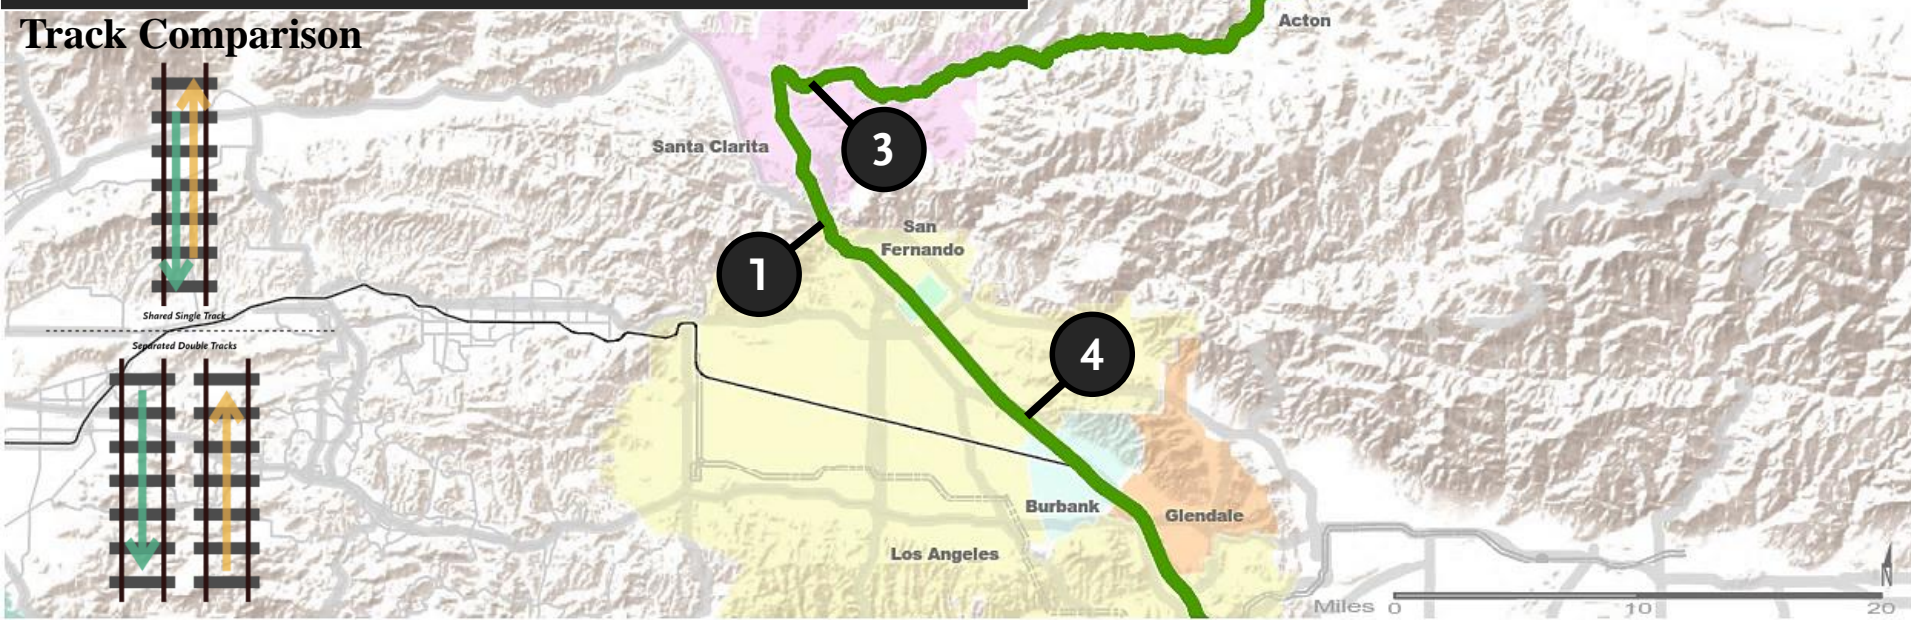 Track Comparison
Acton
Santa Clarita
3
San
Fernando
1
Shared Single Track
Separated Double Tracks
4
Burbank
Glendale
Los Angeles
N
Miles 0 10 20